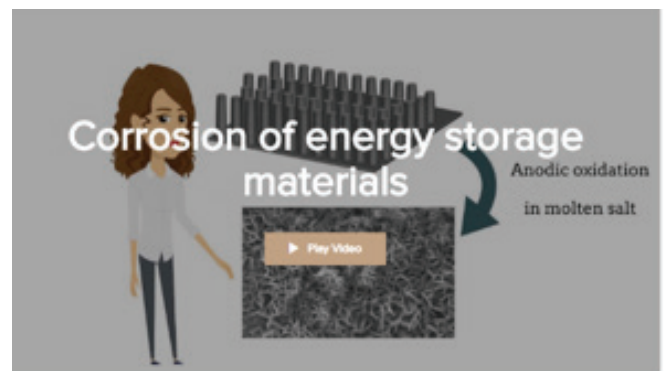 Corrosion of energy storage
materials
Anodic oxidation
in molten salt
Play Video